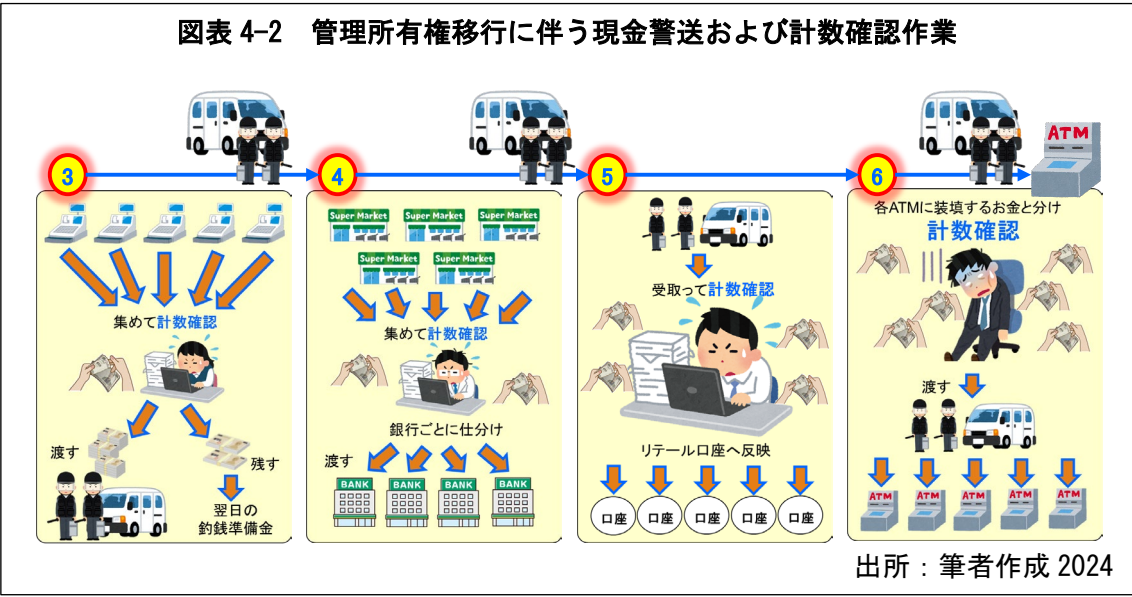 図表 4-2 管理所有権移行に伴う現金警送および計数確認作業
ATM
3
4
5
6
集めて計数確認
渡す
残す
翌日の
釣銭準備金
Super Market
Super Market
Super Market
Super Market
Super Market
集めて計数確認
銀行ごとに仕分け
渡す
BANK
BANK
BANK
BANK
受取って計数確認
リテール口座へ反映
口座
口座
口座
口座
口座
各ATMに装填するお金と分け
計数確認
渡す
ATM
ATM
ATM
ATM
ATM
出所：筆者作成 2024